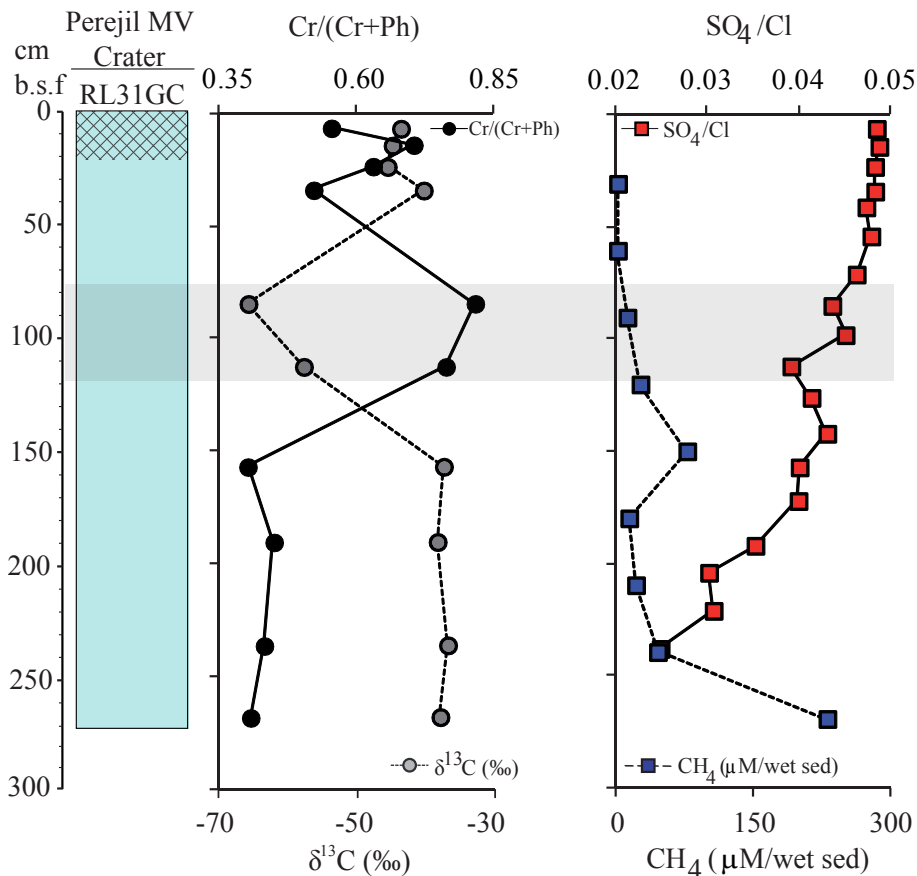 Perejil MV
Crater
RL31GC
cm
b.s.f
Cr/(Cr+Ph)
SO4/Cl
0.35 0.60 0.85
0.02 0.03 0.04 0.05
0
50
100
150
200
250
300
Cr/(Cr+Ph)
SO4/Cl
δ13C (‰)
CH4 (µM/wet sed)
-70 -50 -30
0 150 300
δ13C (‰)
CH4 (µM/wet sed)